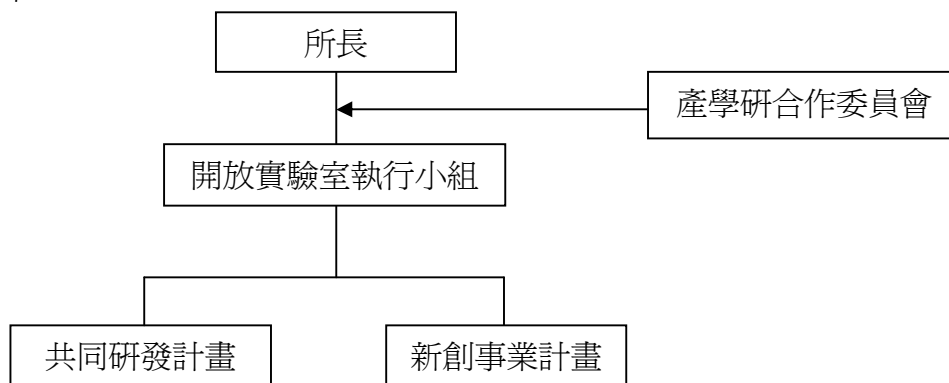 所長
產學研合作委員會
開放實驗室執行小組
共同研發計畫
新創事業計畫